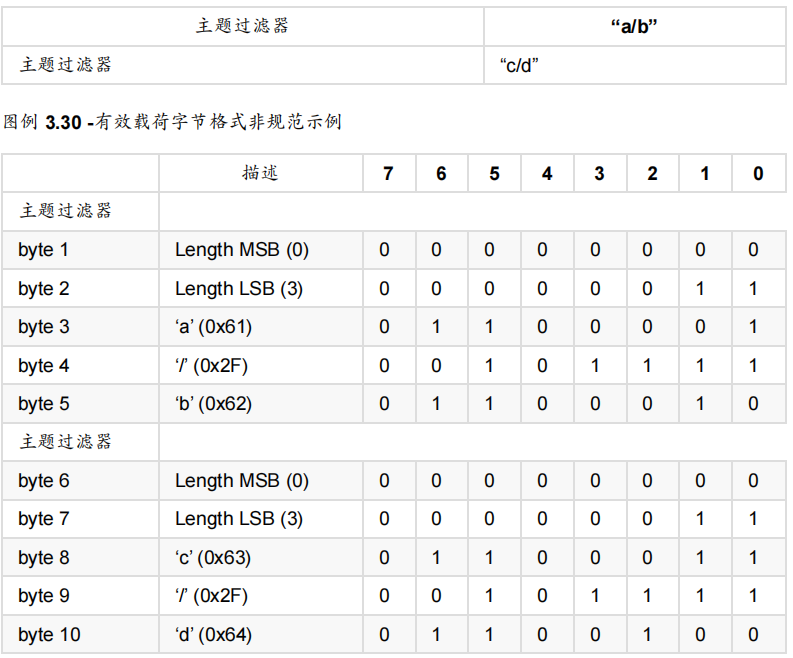 主题过滤器 “a/b”
主题过滤器 “c/d”
图例 3.30 -有效载荷字节格式非规范示例
描述 7 6 5 4 3 2 1 0
主题过滤器
byte 1 Length MSB (0) 0 0 0 0 0 0 0 0
byte 2 Length LSB (3) 0 0 0 0 0 0 1 1
byte 3 ‘a’ (0x61) 0 1 1 0 0 0 0 1
byte 4 ‘/’ (0x2F) 0 0 1 0 1 1 1 1
byte 5 ‘b’ (0x62) 0 1 1 0 0 0 1 0
主题过滤器
byte 6 Length MSB (0) 0 0 0 0 0 0 0 0
byte 7 Length LSB (3) 0 0 0 0 0 0 1 1
byte 8 ‘c’ (0x63) 0 1 1 0 0 0 1 1
byte 9 ‘/’ (0x2F) 0 0 1 0 1 1 1 1
byte 10 ‘d’ (0x64) 0 1 1 0 0 1 0 0